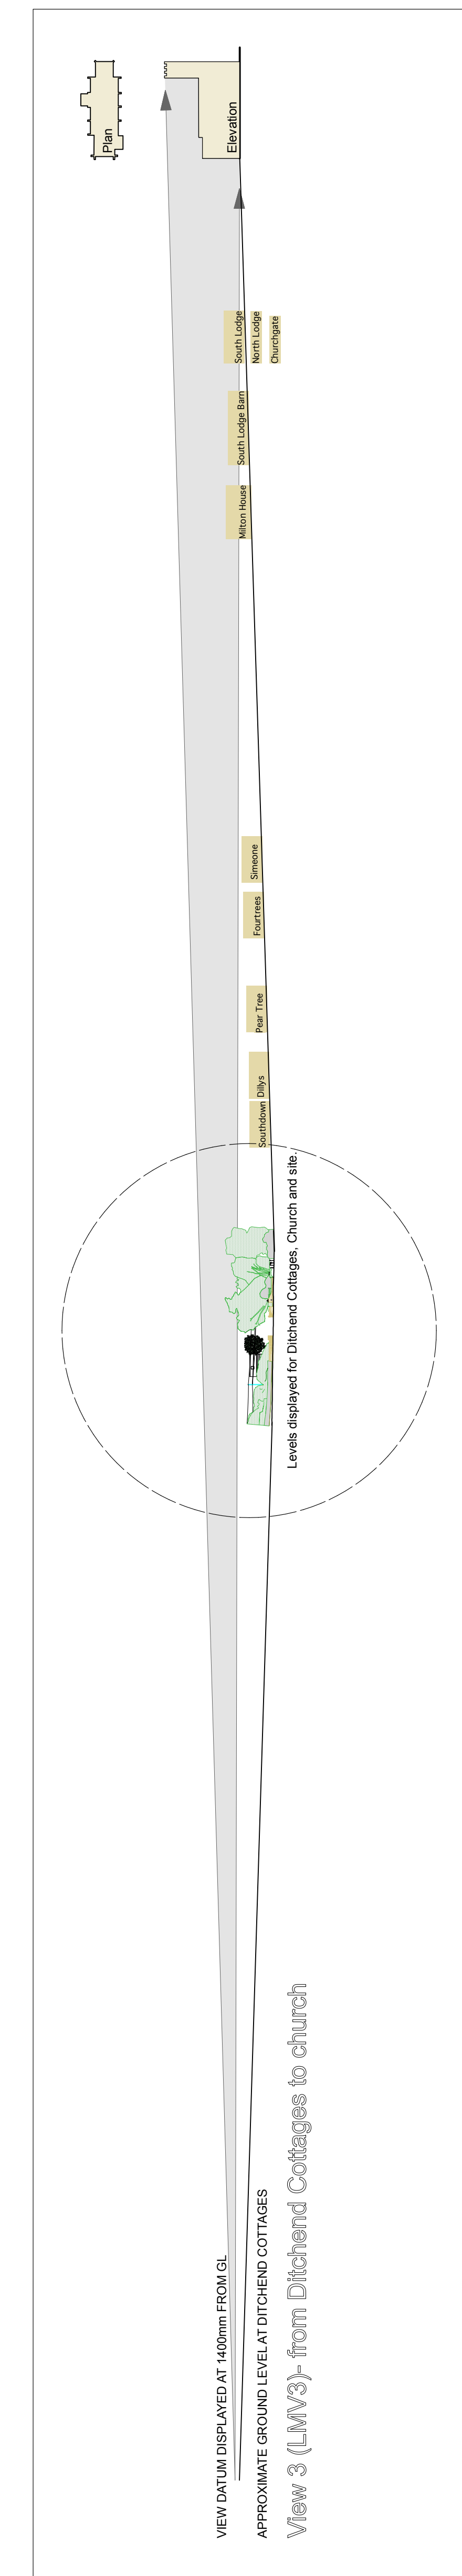 Plan
Elevation
South Lodge
North Lodge
Churchgate
South Lodge Barn
Milton House
Simeone
Fourtrees
Pear Tree
Dillys
Southdown
Levels displayed for Ditchend Cottages, Church and site.
VIEW DATUM DISPLAYED AT 1400mm FROM GL
APPROXIMATE GROUND LEVEL AT DITCHEND COTTAGES
View 3 (LMV3)- from Ditchend Cottages to church